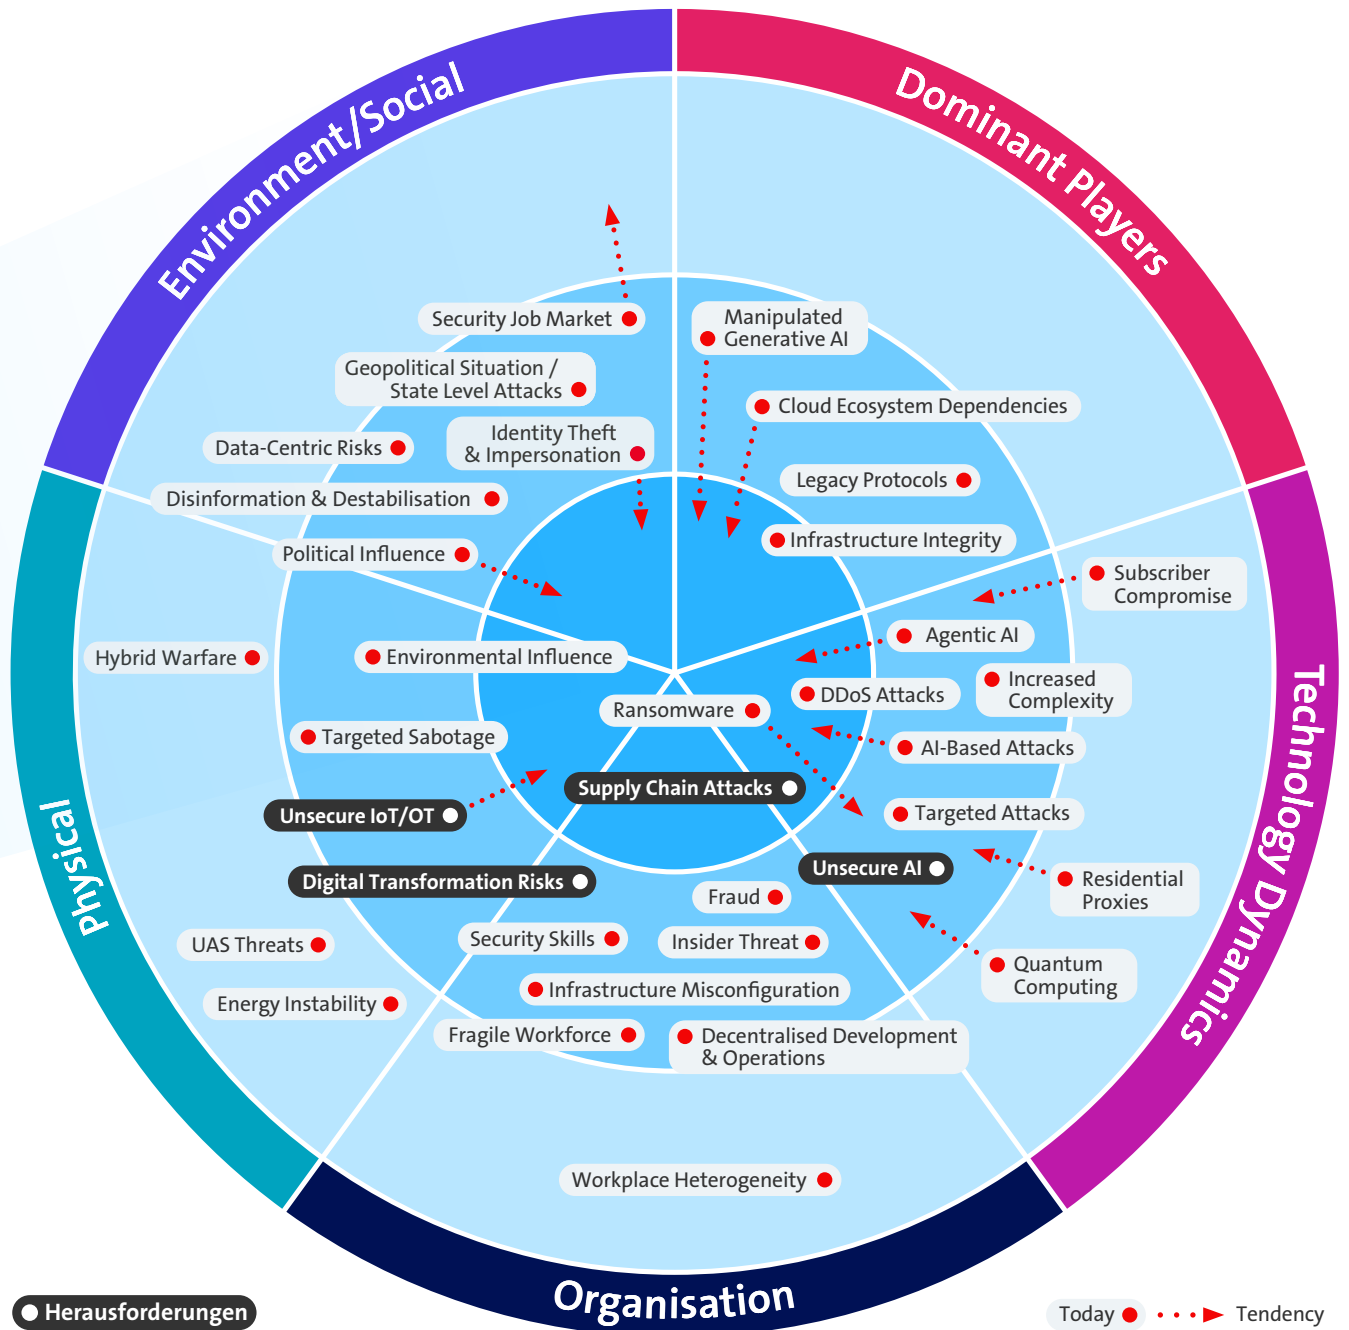 Environment/Social
Dominant Players
Security Job Market
Manipulated
Generative AI
Geopolitical Situation /
State Level Attacks
Cloud Ecosystem Dependencies
Data-Centric Risks
Identity Theft
& Impersonation
Legacy Protocols
Disinformation & Destabilisation
Infrastructure Integrity
Political Influence
Subscriber
Compromise
Agentic AI
Hybrid Warfare
Environmental Influence
Increased
Complexity
DDoS Attacks
Ransomware
Targeted Sabotage
AI-Based Attacks
Supply Chain Attacks
Unsecure IoT/OT
Targeted Attacks
Technology Dynamics
Physical
Unsecure AI
Digital Transformation Risks
Residential
Proxies
Fraud
UAS Threats
Security Skills
Insider Threat
Quantum
Computing
Energy Instability
Infrastructure Misconfiguration
Fragile Workforce
Decentralised Development
& Operations
Workplace Heterogeneity
Organisation
Herausforderungen
Today
Tendency